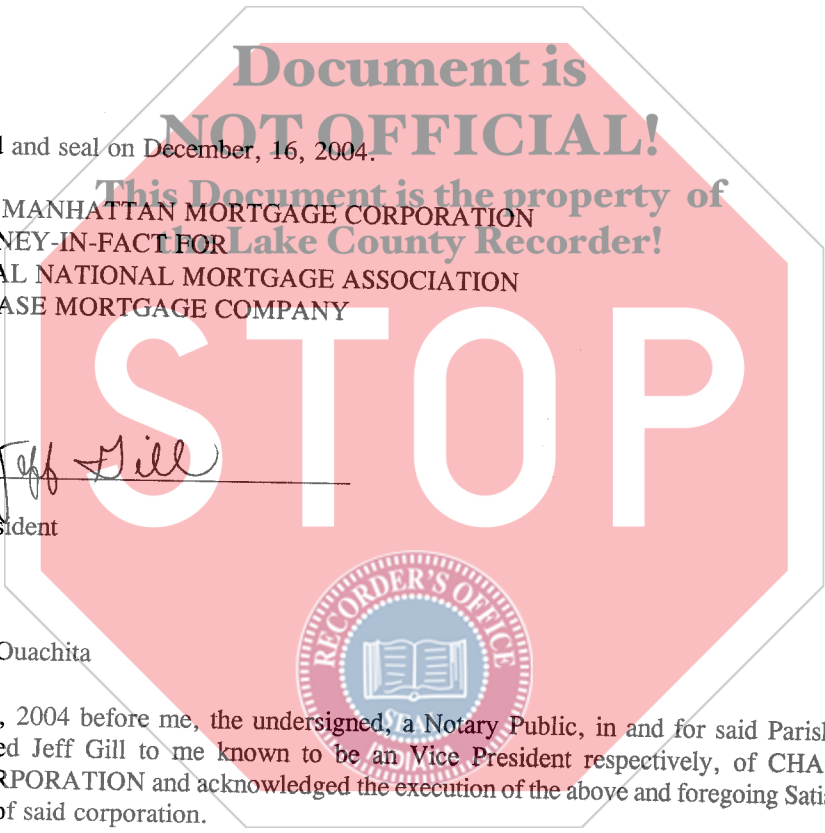 Document is
NOT OFFICIAL!
and seal on December, 16, 2004.
This Document is the property of
MANHATTAN MORTGAGE CORPORATION
NEY-IN-FACT FOR
the Lake County Recorder!
AL NATIONAL MORTGAGE ASSOCIATION
ASE MORTGAGE COMPANY
STOP
Jeff Gill
sident
RECORDER'S OFFICE
SEAL
Ouachita
, 2004 before me, the undersigned, a Notary Public, in and for said Parish
ed Jeff Gill to me known to be an Vice President respectively, of CHA
RPORATION and acknowledged the execution of the above and foregoing Satis
of said corporation.